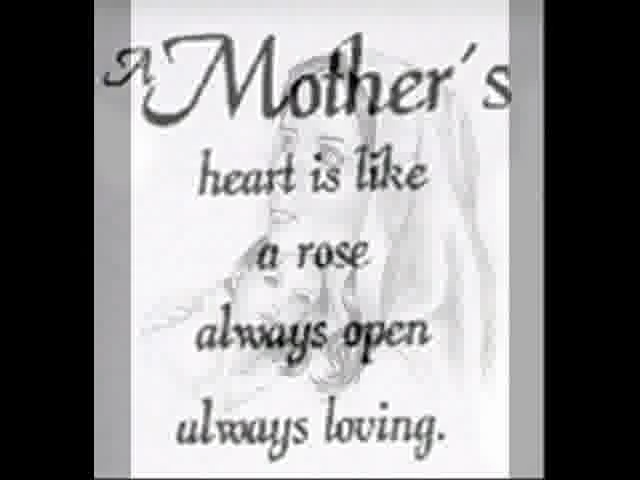 A Mother's
heart is like
a rose
always open
always loving.